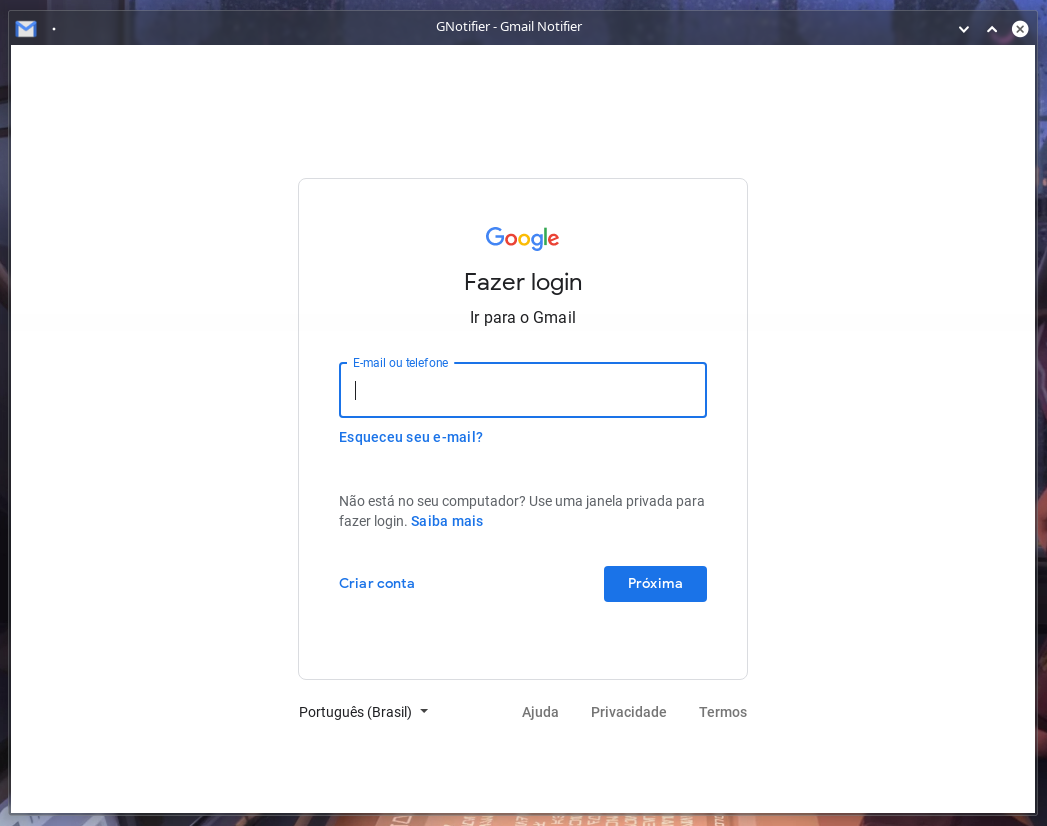 GNotifier - Gmail Notifier
Google
Fazer login
Ir para o Gmail
E-mail ou telefone
Esqueceu seu e-mail?
Não está no seu computador? Use uma janela privada para
fazer login. Saiba mais
Criar conta
Próxima
Português (Brasil)
Ajuda
Privacidade
Termos